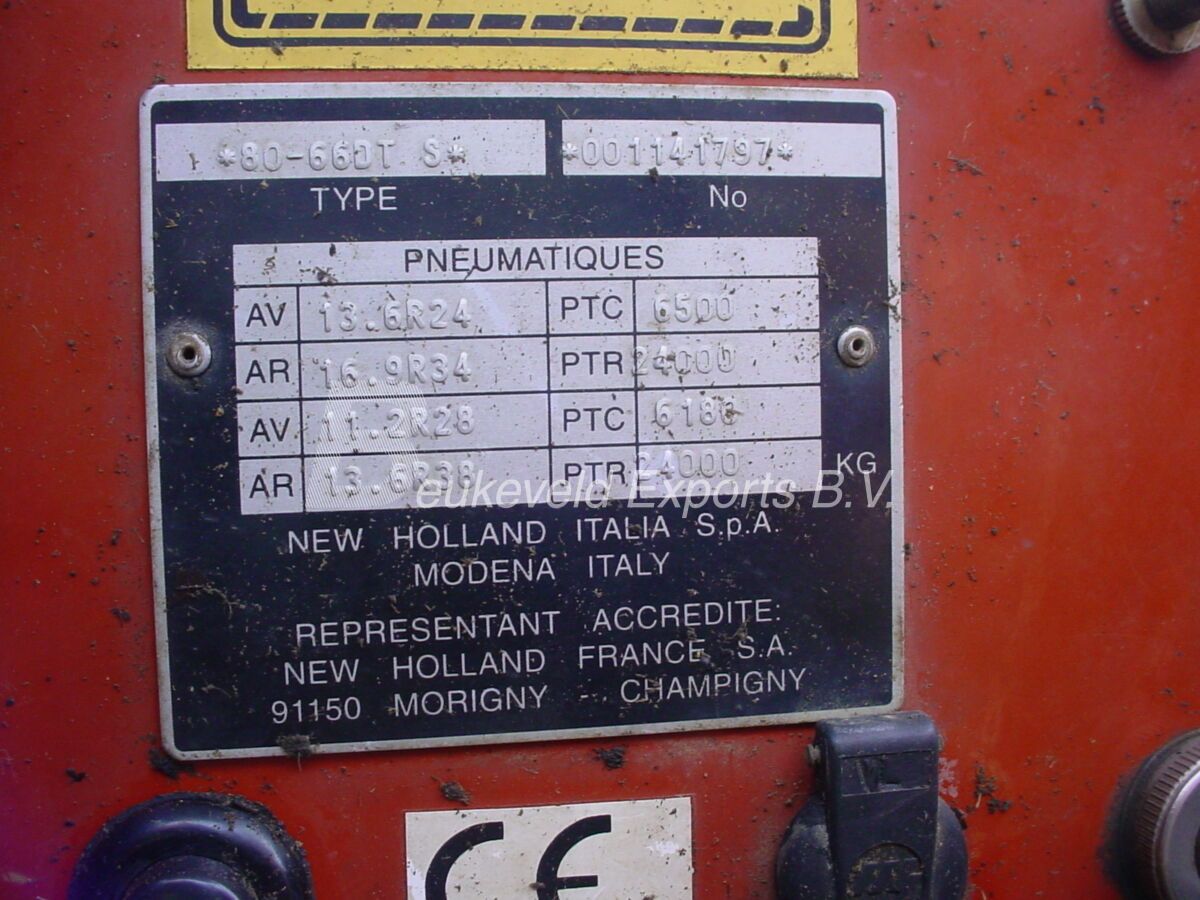 *80-66DT S* *001141797*
TYPE No
PNEUMATIQUES
AV 13.6R24 PTC 6500
AR 16.9R34 PTR 24000
AV 11.2R28 PTC 6180
AR 13.6R38 PTR 24000 KG
eukeveld Exports B.V.
NEW HOLLAND ITALIA S.p.A.
MODENA ITALY
REPRESENTANT ACCREDITE:
NEW HOLLAND FRANCE S.A.
91150 MORIGNY - CHAMPIGNY
CE